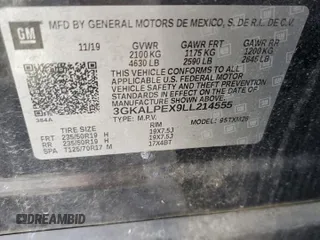 GM
MFD BY GENERAL MOTORS DE MEXICO, S. DE R.L. DE C.V.
11/19 GVWR GAWR FR GAWR RR
2100 KG 1175 KG 1200 KG
4630 LB 2590 LB 2645 LB
THIS VEHICLE CONFORMS TO ALL APPLICABLE U.S. FEDERAL MOTOR
VEHICLE SAFETY, BUMPER, AND THEFT PREVENTION STANDARDS IN
EFFECT ON THE DATE OF MANUFACTURE SHOWN ABOVE.
3GKALPEX9LL214555
TYPE: M.P.V. MODEL:
TIRE SIZE RIM
FRT 235/50R19 H 19X7.5J
RR 235/50R19 H 19X7.5J
SPA T125/70R17 M 17X4BT
DREAMBID